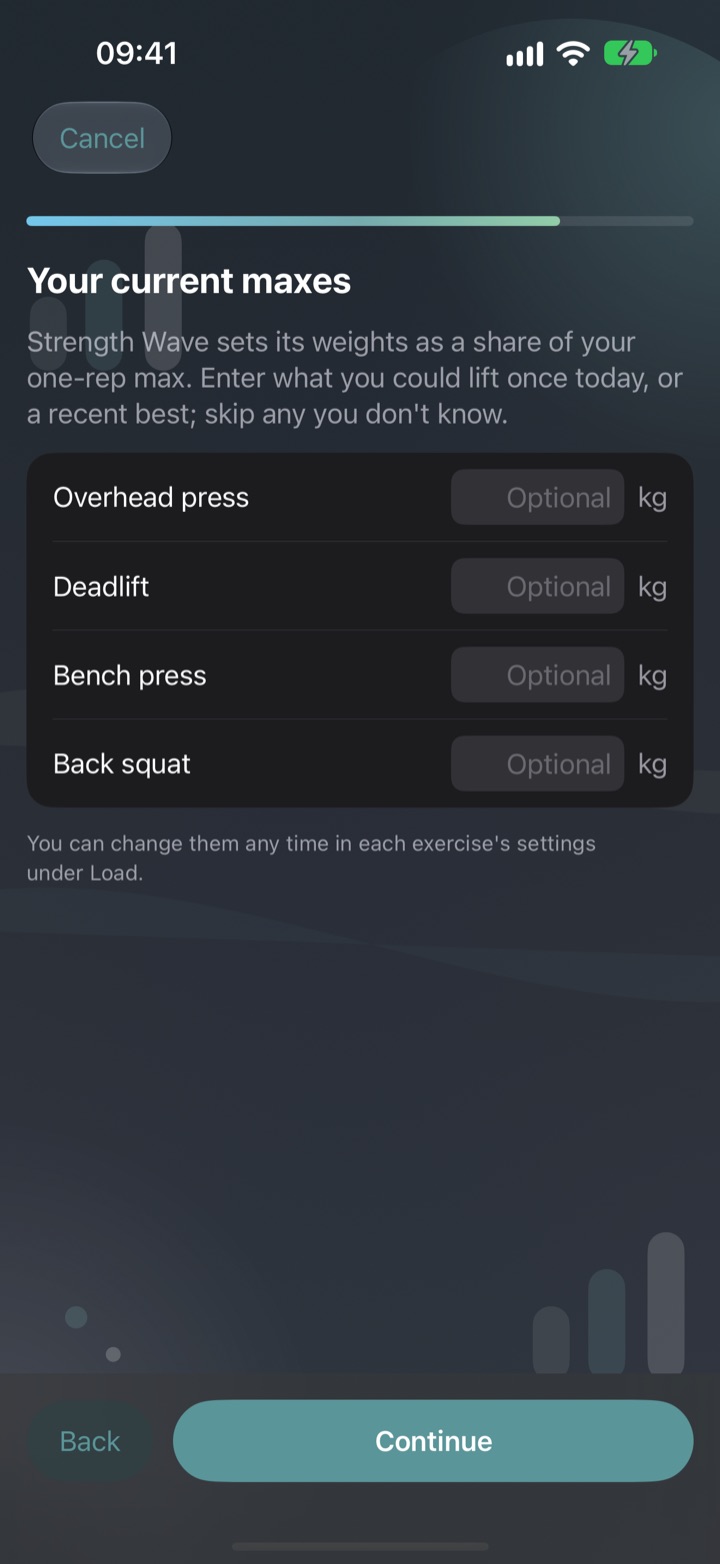 09:41
Cancel
Your current maxes
Strength Wave sets its weights as a share of your
one-rep max. Enter what you could lift once today, or
a recent best; skip any you don't know.
Overhead press Optional kg
Deadlift Optional kg
Bench press Optional kg
Back squat Optional kg
You can change them any time in each exercise's settings
under Load.
Back Continue